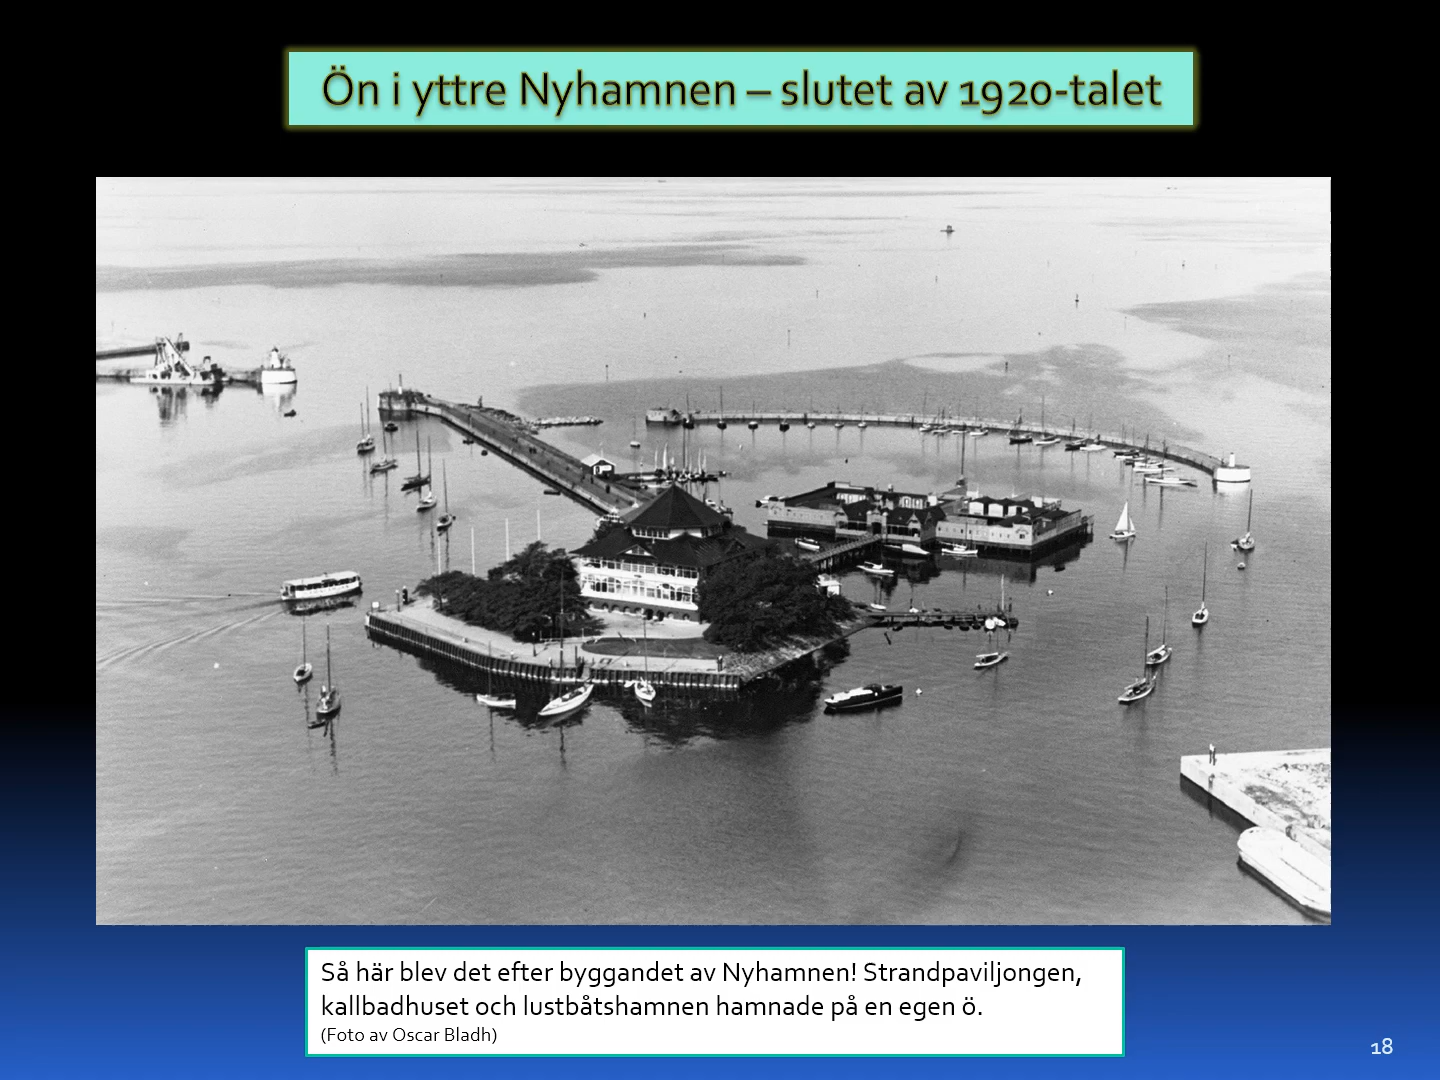 Ön i yttre Nyhamnen – slutet av 1920-talet
Så här blev det efter byggandet av Nyhamnen! Strandpaviljongen,
kallbadhuset och lustbåtshamnen hamnade på en egen ö.
(Foto av Oscar Bladh)
18